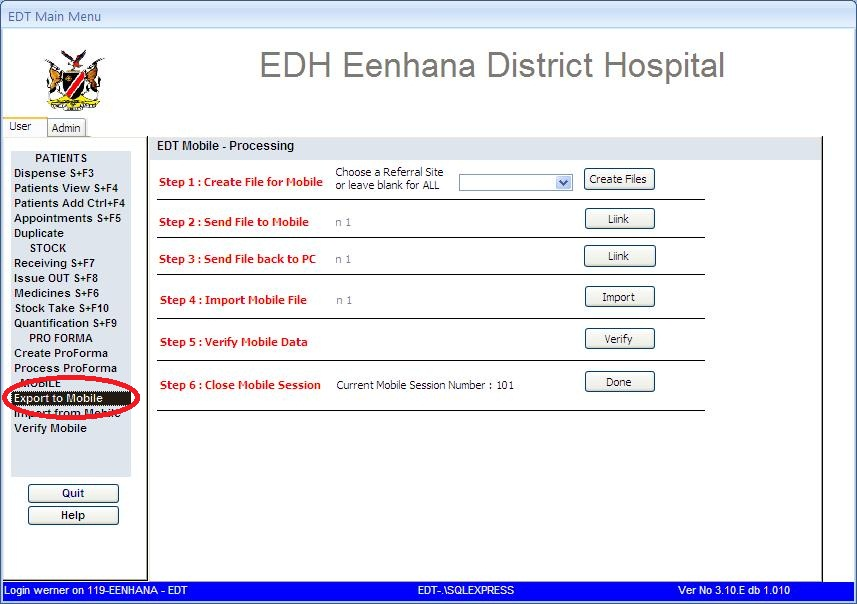 EDT Main Menu
EDH Eenhana District Hospital
User
Admin
PATIENTS
Dispense S+F3
Patients View S+F4
Patients Add Ctrl+F4
Appointments S+F5
Duplicate
STOCK
Receiving S+F7
Issue OUT S+F8
Medicines S+F6
Stock Take S+F10
Quantification S+F9
PRO FORMA
Create ProForma
Process ProForma
MOBILE
Export to Mobile
Import from Mobile
Verify Mobile
Quit
Help
EDT Mobile - Processing
Step 1 : Create File for Mobile
Choose a Referral Site
or leave blank for ALL
Create Files
Step 2 : Send File to Mobile n 1 Liink
Step 3 : Send File back to PC n 1 Liink
Step 4 : Import Mobile File n 1 Import
Step 5 : Verify Mobile Data Verify
Step 6 : Close Mobile Session Current Mobile Session Number : 101 Done
Login werner on 119-EENHANA - EDT EDT-.\SQLEXPRESS Ver No 3.10.E db 1.010